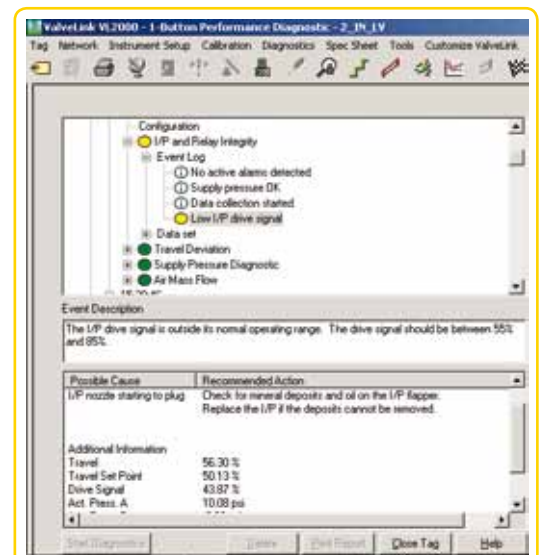 ValveLink VL2000 - 1-Button Performance Diagnostic - 2_IN_LV
Tag Network Instrument Setup Calibration Diagnostics Spec Sheet Tools Customize ValveLink
Configuration
I/P and Relay Integrity
Event Log
No active alarms detected
Supply pressure OK
Data collection started
Low I/P drive signal
Data set
Travel Deviation
Supply Pressure Diagnostic
Air Mass Flow
Event Description
The I/P drive signal is outside its normal operating range. The drive signal should be between 55%
and 85%.
Possible Cause Recommended Action
I/P nozzle starting to plug Check for mineral deposits and oil on the I/P flapper.
Replace the I/P if the deposits cannot be removed.
Additional Information
Travel 56.30 %
Travel Set Point 50.13 %
Drive Signal 43.87 %
Act. Press. A 10.08 psi
Start Diagnostics Delete Print Report Close Tag Help